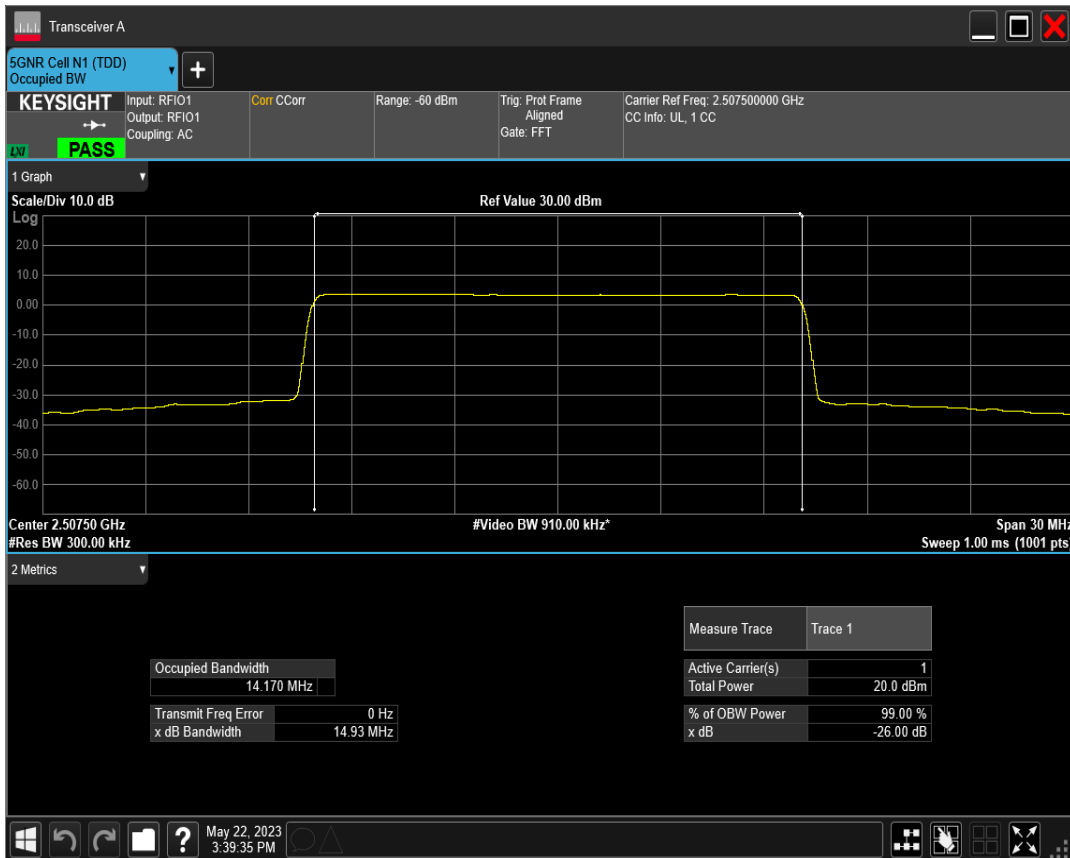 Transceiver A
5GNR Cell N1 (TDD)
Occupied BW
+
KEYSIGHT
LXI
PASS
Input: RFIO1
Output: RFIO1
Coupling: AC
Corr CCorr
Range: -60 dBm
Trig: Prot Frame
Aligned
Gate: FFT
Carrier Ref Freq: 2.507500000 GHz
CC Info: UL, 1 CC
1 Graph
Scale/Div 10.0 dB
Ref Value 30.00 dBm
Log
20.0
10.0
0.00
-10.0
-20.0
-30.0
-40.0
-50.0
-60.0
Center 2.50750 GHz
#Video BW 910.00 kHz*
Span 30 MHz
#Res BW 300.00 kHz
Sweep 1.00 ms (1001 pts)
2 Metrics
Measure Trace
Trace 1
Occupied Bandwidth
14.170 MHz
Active Carrier(s)
1
Total Power
20.0 dBm
Transmit Freq Error
0 Hz
x dB Bandwidth
14.93 MHz
% of OBW Power
99.00 %
x dB
-26.00 dB
?
May 22, 2023
3:39:35 PM